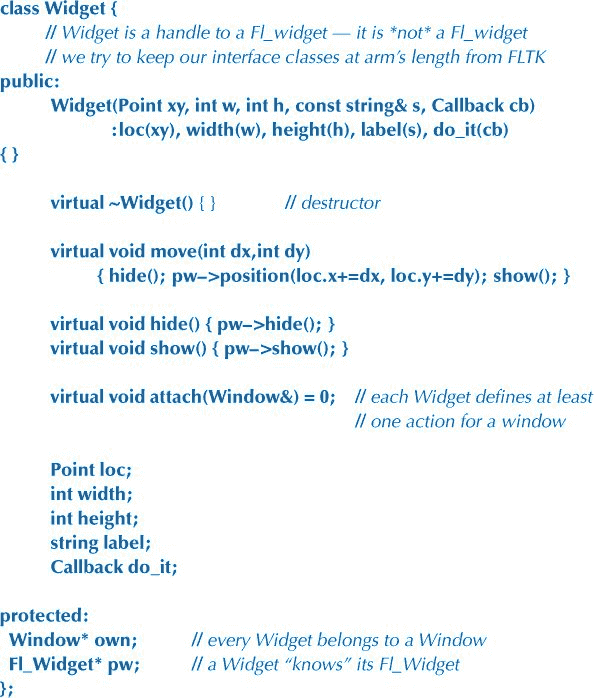 class Widget {
// Widget is a handle to a Fl_widget — it is *not* a Fl_widget
// we try to keep our interface classes at arm’s length from FLTK
public:
Widget(Point xy, int w, int h, const string& s, Callback cb)
:loc(xy), width(w), height(h), label(s), do_it(cb)
{ }
virtual ~Widget() { } // destructor
virtual void move(int dx,int dy)
{ hide(); pw–>position(loc.x+=dx, loc.y+=dy); show(); }
virtual void hide() { pw–>hide(); }
virtual void show() { pw–>show(); }
virtual void attach(Window&) = 0; // each Widget defines at least
// one action for a window
Point loc;
int width;
int height;
string label;
Callback do_it;
protected:
Window* own; // every Widget belongs to a Window
Fl_Widget* pw; // a Widget “knows” its Fl_Widget
};